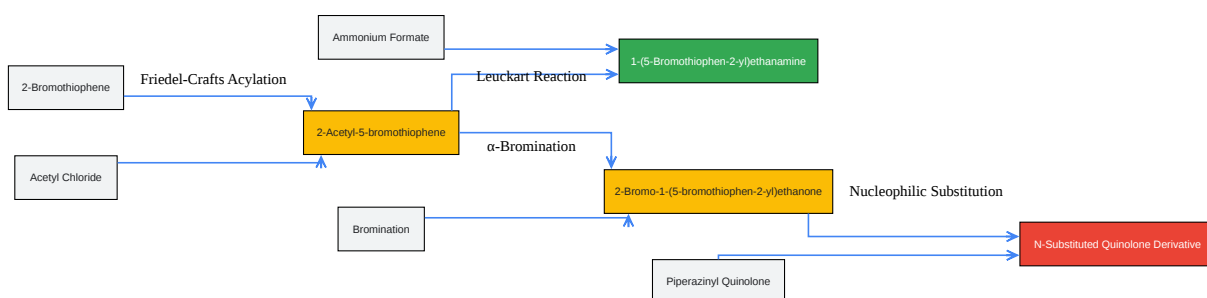 Ammonium Formate
1-(5-Bromothiophen-2-yl)ethanamine
Friedel-Crafts Acylation
Leuckart Reaction
2-Bromothiophene
2-Acetyl-5-bromothiophene
α-Bromination
Acetyl Chloride
2-Bromo-1-(5-bromothiophen-2-yl)ethanone
Nucleophilic Substitution
Bromination
N-Substituted Quinolone Derivative
Piperazinyl Quinolone